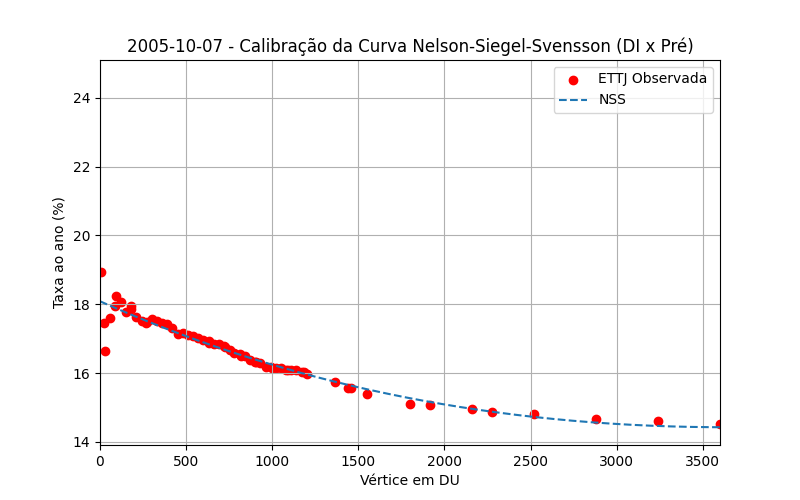 2005-10-07 - Calibração da Curva Nelson-Siegel-Svensson (DI x Pré)
ETTJ Observada
NSS
Taxa ao ano (%)
24
22
20
18
16
14
0 500 1000 1500 2000 2500 3000 3500
Vértice em DU